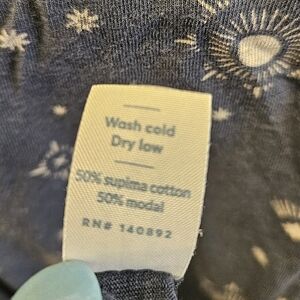 Wash cold
Dry low
50% supima cotton
50% modal
RN# 140892